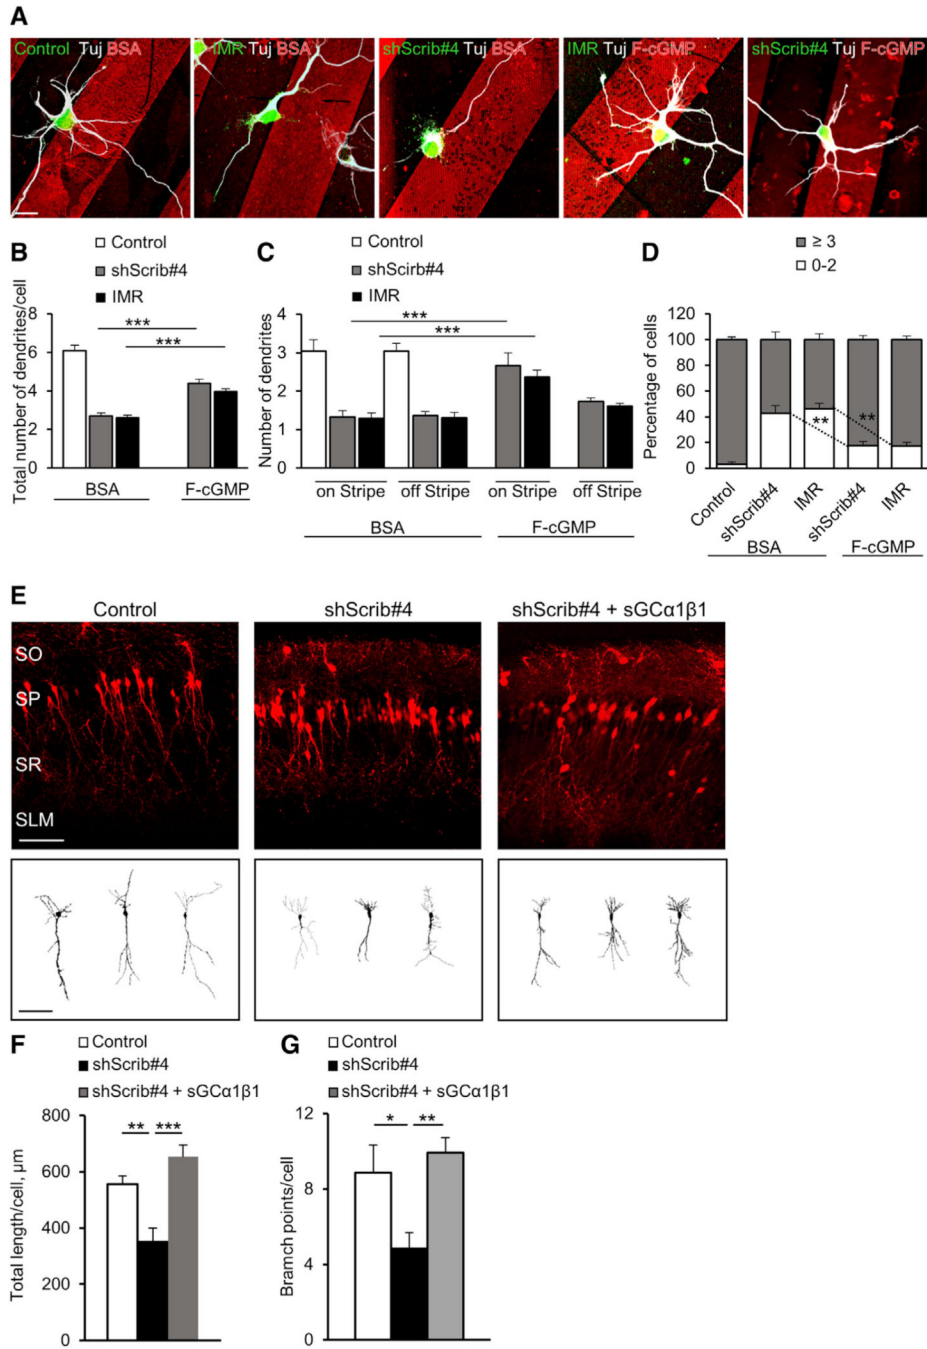 A
Control Tuj BSA
IMR Tuj BSA
shScrib#4 Tuj BSA
IMR Tuj F-cGMP
shScrib#4 Tuj F-cGMP
B
Control
shScrib#4
IMR
Total number of dendrites/cell
8
6
4
2
0
***
***
BSA
F-cGMP
C
Control
shScirb#4
IMR
Number of dendrites
4
3
2
1
0
***
***
on Stripe
off Stripe
on Stripe
off Stripe
BSA
F-cGMP
D
≥ 3
0-2
Percentage of cells
120
100
80
60
40
20
0
**
**
Control
shScrib#4
IMR
shScrib#4
IMR
BSA
F-cGMP
E
Control
shScrib#4
shScrib#4 + sGCα1β1
SO
SP
SR
SLM
F
Control
shScrib#4
shScrib#4 + sGCα1β1
Total length/cell, µm
800
600
400
200
0
**
***
G
Control
shScrib#4
shScrib#4 + sGCα1β1
Bramch points/cell
12
8
4
0
*
**